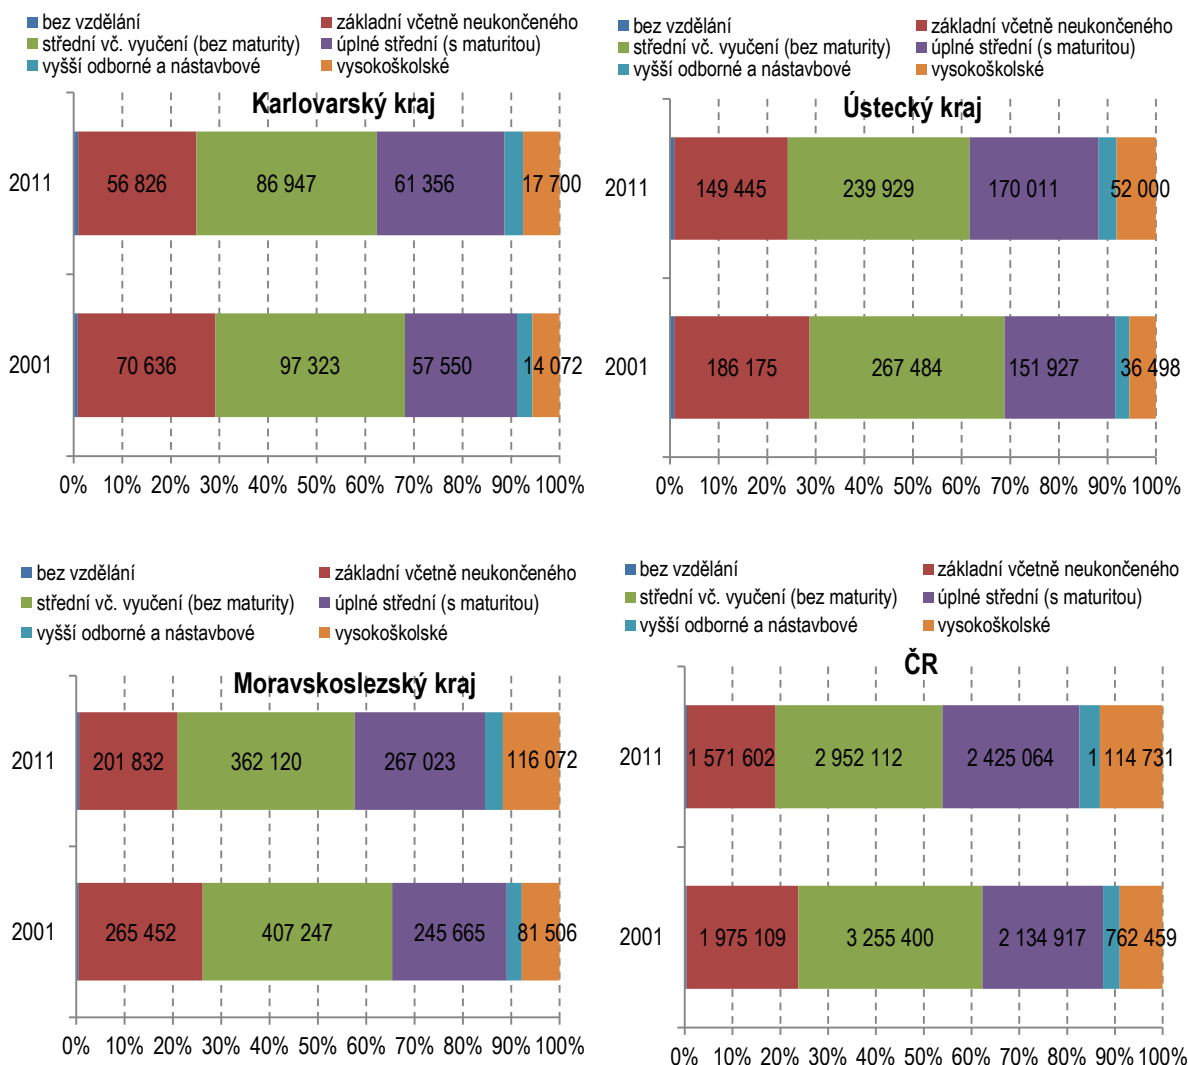 bez vzdělání
základní včetně neukončeného
střední vč. vyučení (bez maturity)
úplné střední (s maturitou)
vyšší odborné a nástavbové
vysokoškolské
Karlovarský kraj
2011
56 826
86 947
61 356
17 700
2001
70 636
97 323
57 550
14 072
0% 10% 20% 30% 40% 50% 60% 70% 80% 90% 100%
bez vzdělání
základní včetně neukončeného
střední vč. vyučení (bez maturity)
úplné střední (s maturitou)
vyšší odborné a nástavbové
vysokoškolské
Ústecký kraj
2011
149 445
239 929
170 011
52 000
2001
186 175
267 484
151 927
36 498
0% 10% 20% 30% 40% 50% 60% 70% 80% 90% 100%
bez vzdělání
základní včetně neukončeného
střední vč. vyučení (bez maturity)
úplné střední (s maturitou)
vyšší odborné a nástavbové
vysokoškolské
Moravskoslezský kraj
2011
201 832
362 120
267 023
116 072
2001
265 452
407 247
245 665
81 506
0% 10% 20% 30% 40% 50% 60% 70% 80% 90% 100%
bez vzdělání
základní včetně neukončeného
střední vč. vyučení (bez maturity)
úplné střední (s maturitou)
vyšší odborné a nástavbové
vysokoškolské
ČR
2011
1 571 602
2 952 112
2 425 064
1 114 731
2001
1 975 109
3 255 400
2 134 917
762 459
0% 10% 20% 30% 40% 50% 60% 70% 80% 90% 100%